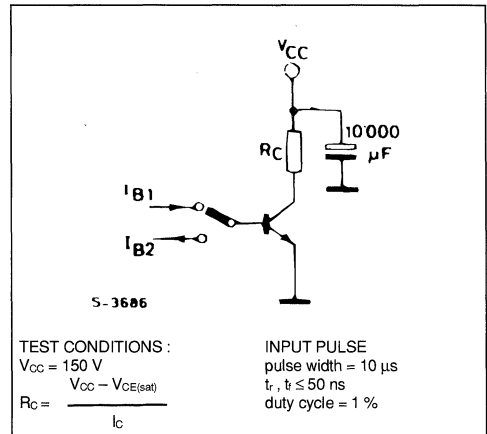 VCC
10'000
µF
RC
IB1
IB2
S-3686
TEST CONDITIONS :
VCC = 150 V
RC = VCC – VCE(sat)
IC
INPUT PULSE
pulse width = 10 µs
tr , tf ≤ 50 ns
duty cycle = 1 %